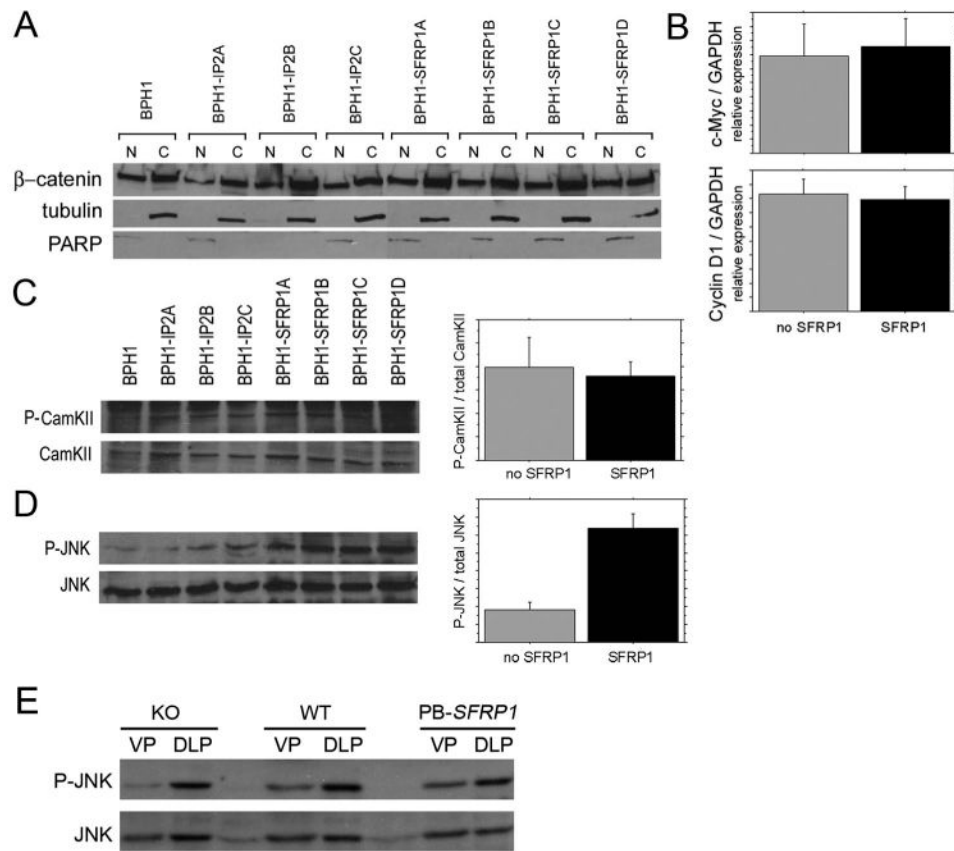 A
BPH1
BPH1-IP2A
BPH1-IP2B
BPH1-IP2C
BPH1-SFRP1A
BPH1-SFRP1B
BPH1-SFRP1C
BPH1-SFRP1D
N C N C N C N C N C N C N C N C
β-catenin
tubulin
PARP
B
c-Myc / GAPDH
relative expression
Cyclin D1 / GAPDH
relative expression
no SFRP1 SFRP1
C
BPH1
BPH1-IP2A
BPH1-IP2B
BPH1-IP2C
BPH1-SFRP1A
BPH1-SFRP1B
BPH1-SFRP1C
BPH1-SFRP1D
P-CamKII
CamKII
P-CamKII / total CamKII
no SFRP1 SFRP1
D
P-JNK
JNK
P-JNK / total JNK
no SFRP1 SFRP1
E
KO WT PB-SFRP1
VP DLP VP DLP VP DLP
P-JNK
JNK